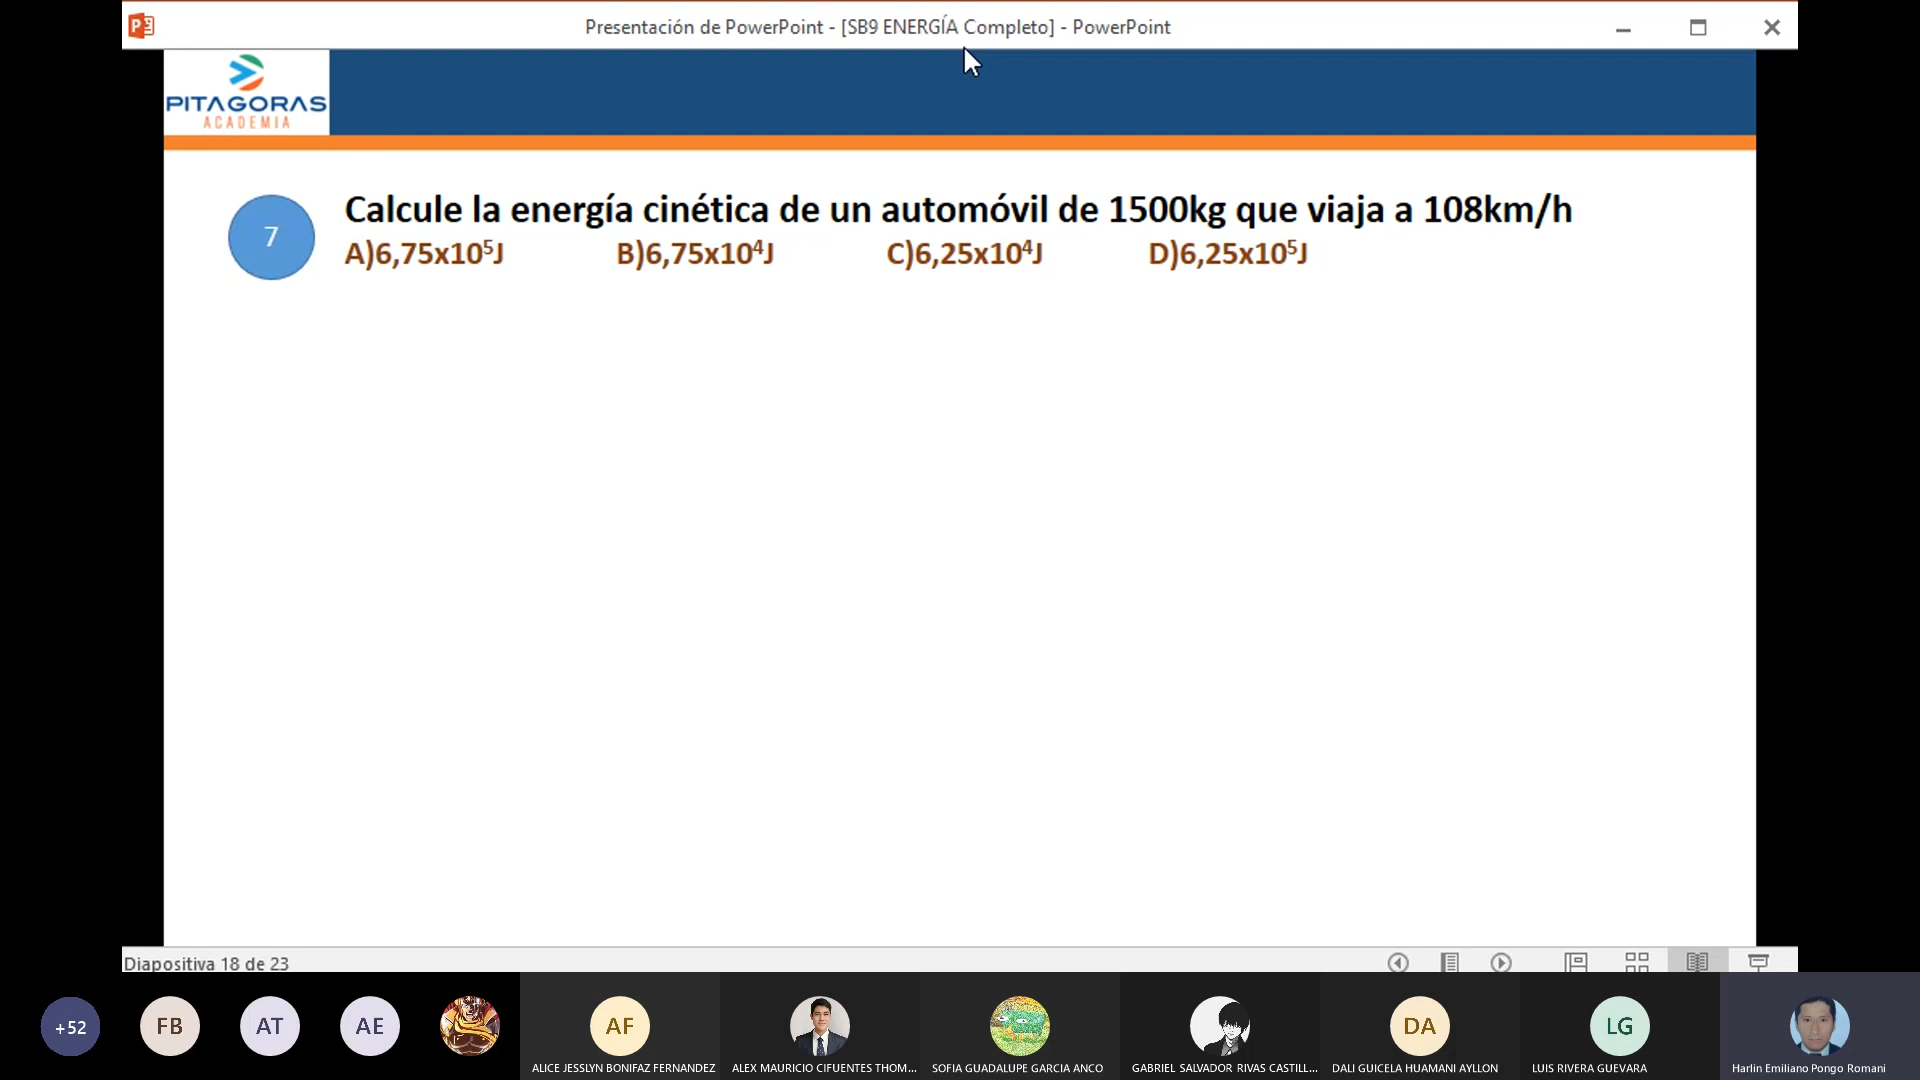 Presentación de PowerPoint - [SB9 ENERGÍA Completo] - PowerPoint
PITAGORAS
ACADEMIA
7
Calcule la energía cinética de un automóvil de 1500kg que viaja a 108km/h
A)6,75x10⁵J B)6,75x10⁴J C)6,25x10⁴J D)6,25x10⁵J
Diapositiva 18 de 23
+52
FB
AT
AE
AF
DA
LG
ALICE JESSLYN BONIFAZ FERNANDEZ
ALEX MAURICIO CIFUENTES THOM...
SOFIA GUADALUPE GARCIA ANCO
GABRIEL SALVADOR RIVAS CASTILL...
DALI GUICELA HUAMANI AYLLON
LUIS RIVERA GUEVARA
Harlin Emiliano Pongo Romani